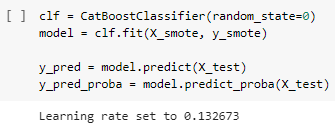 [ ] clf = CatBoostClassifier(random_state=0)
model = clf.fit(X_smote, y_smote)
y_pred = model.predict(X_test)
y_pred_proba = model.predict_proba(X_test)
Learning rate set to 0.132673